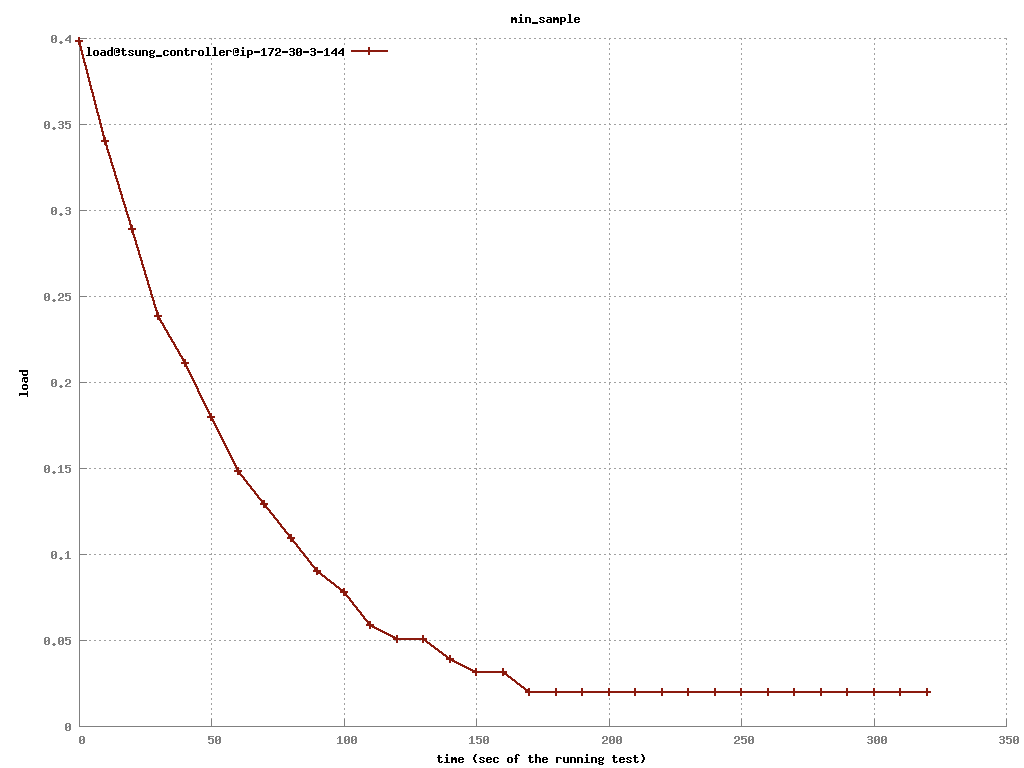 min_sample
load@tsung_controller@ip-172-30-3-144
0.4
0.35
0.3
0.25
0.2
0.15
0.1
0.05
0
load
0 50 100 150 200 250 300 350
time (sec of the running test)